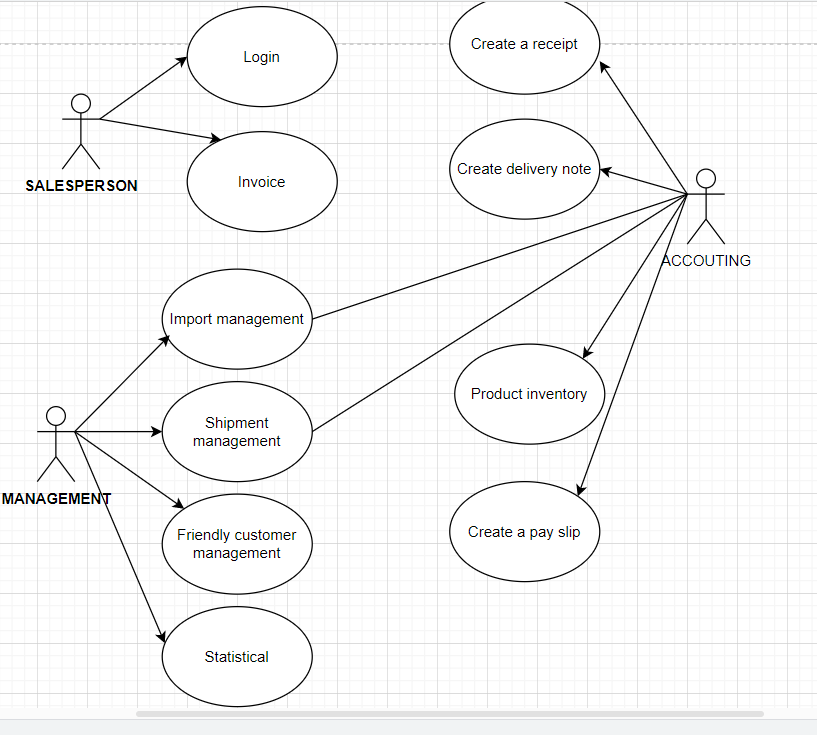 Login
Create a receipt
Create delivery note
SALESPERSON
Invoice
ACCOUTING
Import management
Product inventory
Shipment
management
MANAGEMENT
Friendly customer
management
Create a pay slip
Statistical